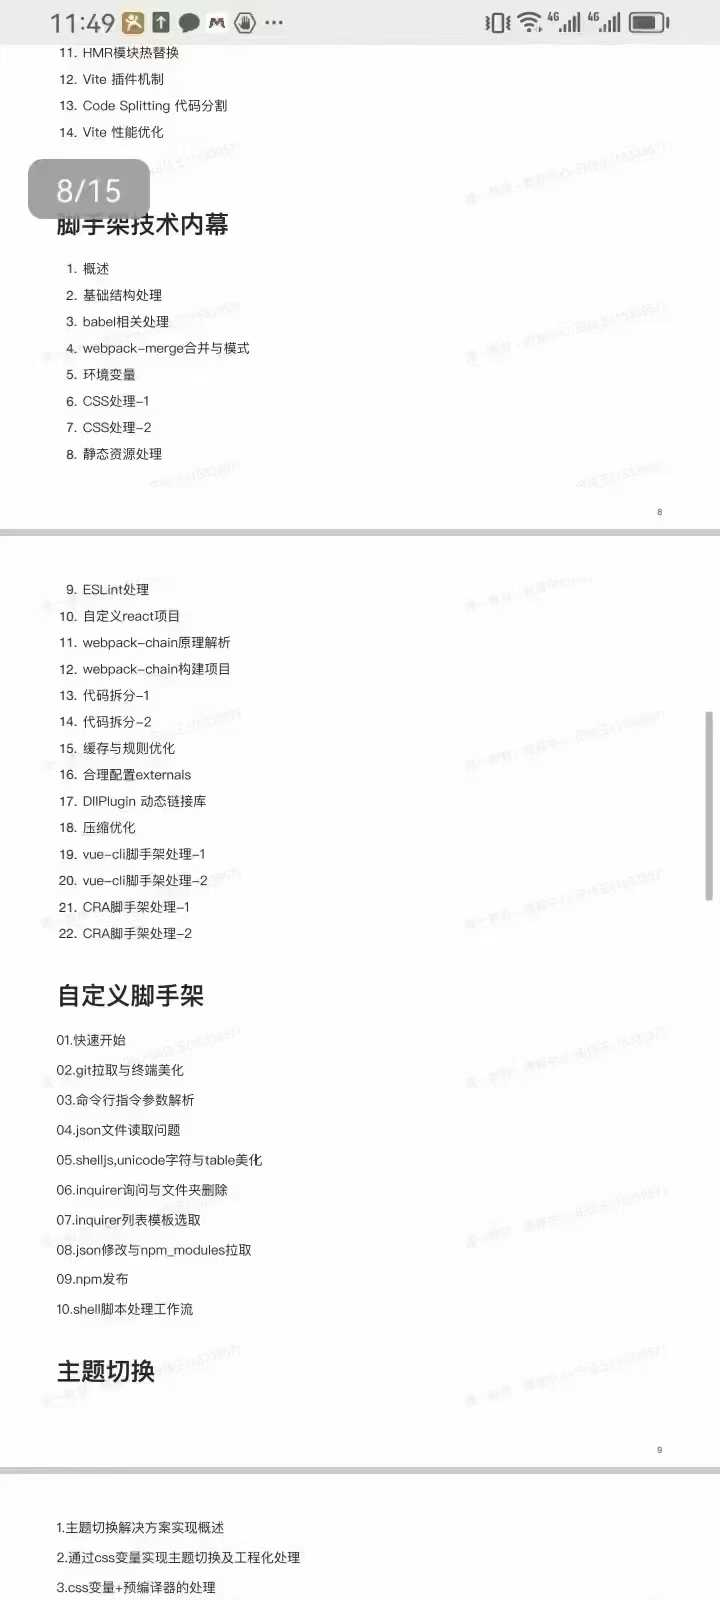 11:49
4G
4G
11. HMR模块热替换
12. Vite 插件机制
13. Code Splitting 代码分割
14. Vite 性能优化
8/15
脚手架技术内幕
1. 概述
2. 基础结构处理
3. babel相关处理
4. webpack-merge合并与模式
5. 环境变量
6. CSS处理-1
7. CSS处理-2
8. 静态资源处理
8
9. ESLint处理
10. 自定义react项目
11. webpack-chain原理解析
12. webpack-chain构建项目
13. 代码拆分-1
14. 代码拆分-2
15. 缓存与规则优化
16. 合理配置externals
17. DllPlugin 动态链接库
18. 压缩优化
19. vue-cli脚手架处理-1
20. vue-cli脚手架处理-2
21. CRA脚手架处理-1
22. CRA脚手架处理-2
自定义脚手架
01.快速开始
02.git拉取与终端美化
03.命令行指令参数解析
04.json文件读取问题
05.shelljs,unicode字符与table美化
06.inquirer询问与文件夹删除
07.inquirer列表模板选取
08.json修改与npm_modules拉取
09.npm发布
10.shell脚本处理工作流
主题切换
9
1.主题切换解决方案实现概述
2.通过css变量实现主题切换及工程化处理
3.css变量+预编译器的处理